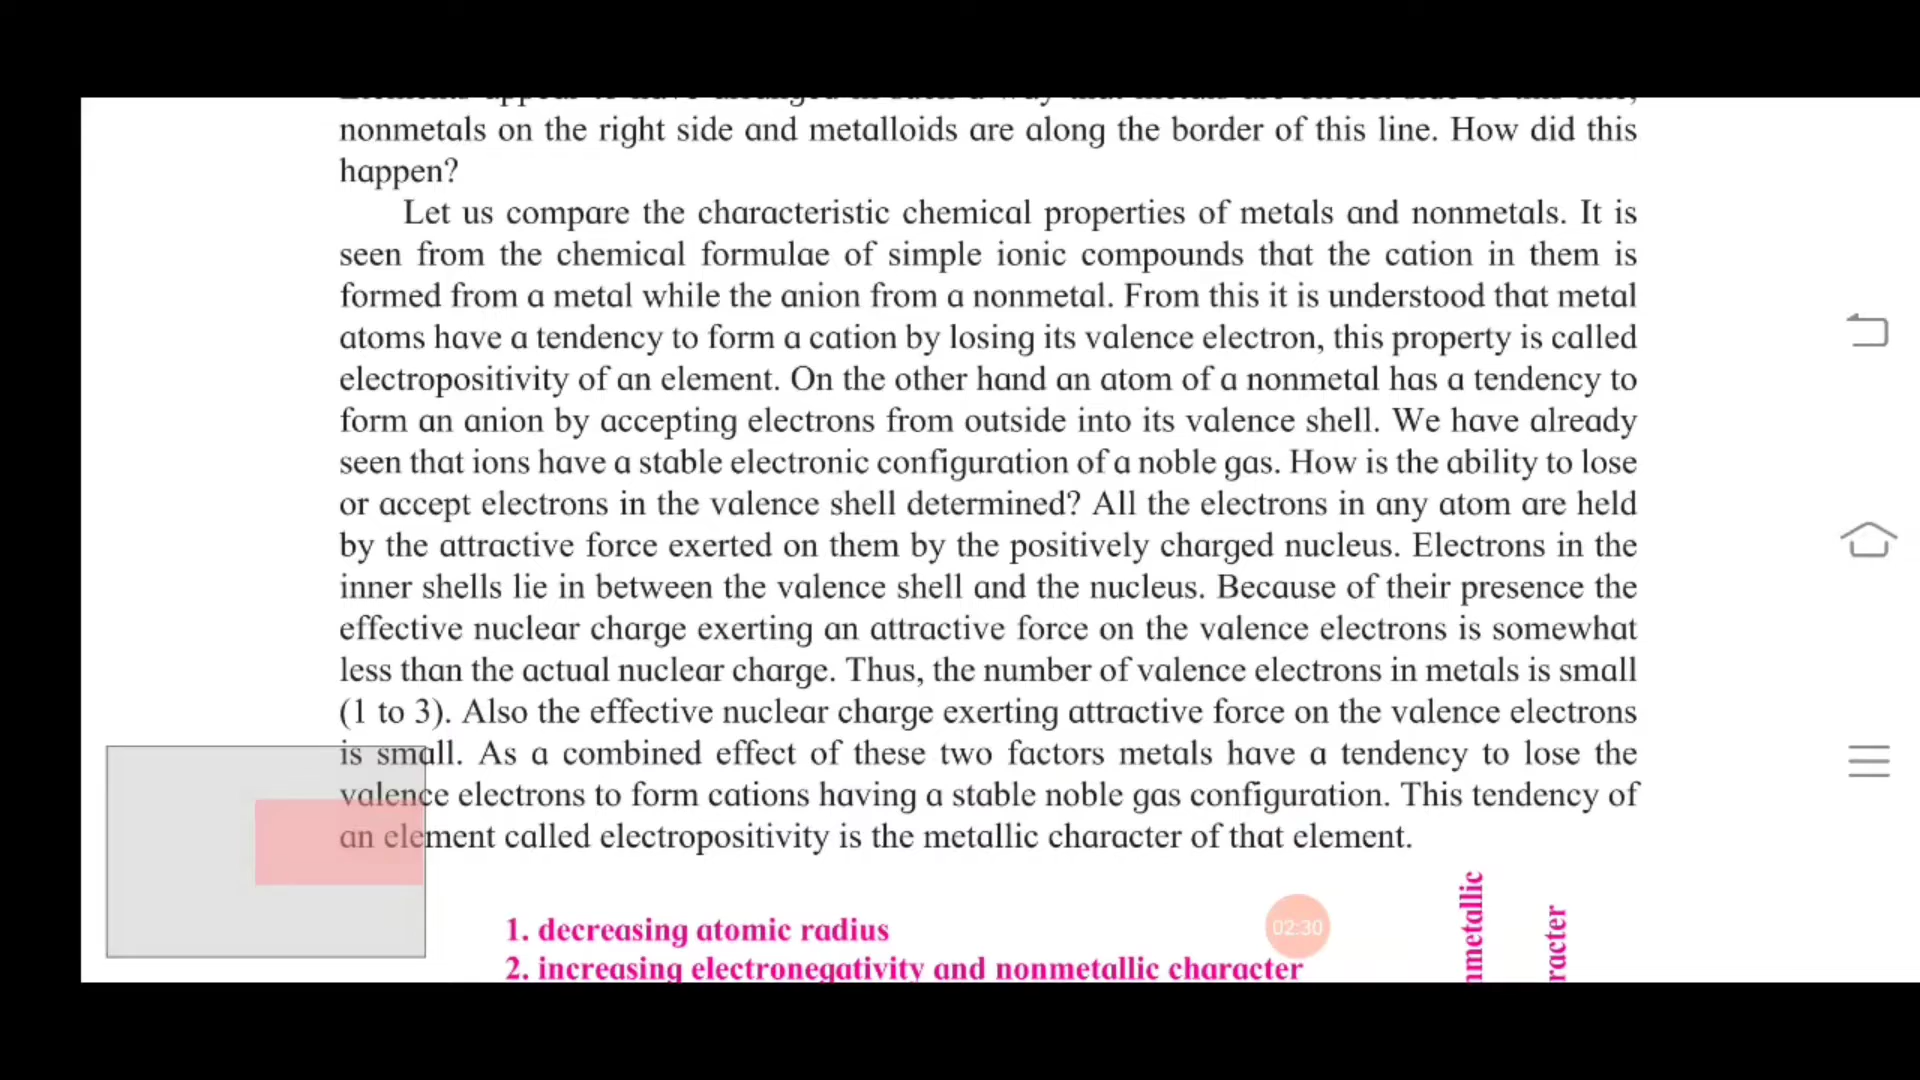 nonmetals on the right side and metalloids are along the border of this line. How did this
happen?
Let us compare the characteristic chemical properties of metals and nonmetals. It is
seen from the chemical formulae of simple ionic compounds that the cation in them is
formed from a metal while the anion from a nonmetal. From this it is understood that metal
atoms have a tendency to form a cation by losing its valence electron, this property is called
electropositivity of an element. On the other hand an atom of a nonmetal has a tendency to
form an anion by accepting electrons from outside into its valence shell. We have already
seen that ions have a stable electronic configuration of a noble gas. How is the ability to lose
or accept electrons in the valence shell determined? All the electrons in any atom are held
by the attractive force exerted on them by the positively charged nucleus. Electrons in the
inner shells lie in between the valence shell and the nucleus. Because of their presence the
effective nuclear charge exerting an attractive force on the valence electrons is somewhat
less than the actual nuclear charge. Thus, the number of valence electrons in metals is small
(1 to 3). Also the effective nuclear charge exerting attractive force on the valence electrons
is small. As a combined effect of these two factors metals have a tendency to lose the
valence electrons to form cations having a stable noble gas configuration. This tendency of
an element called electropositivity is the metallic character of that element.
1. decreasing atomic radius
2. increasing electronegativity and nonmetallic character
02:30
nmetallic
racter